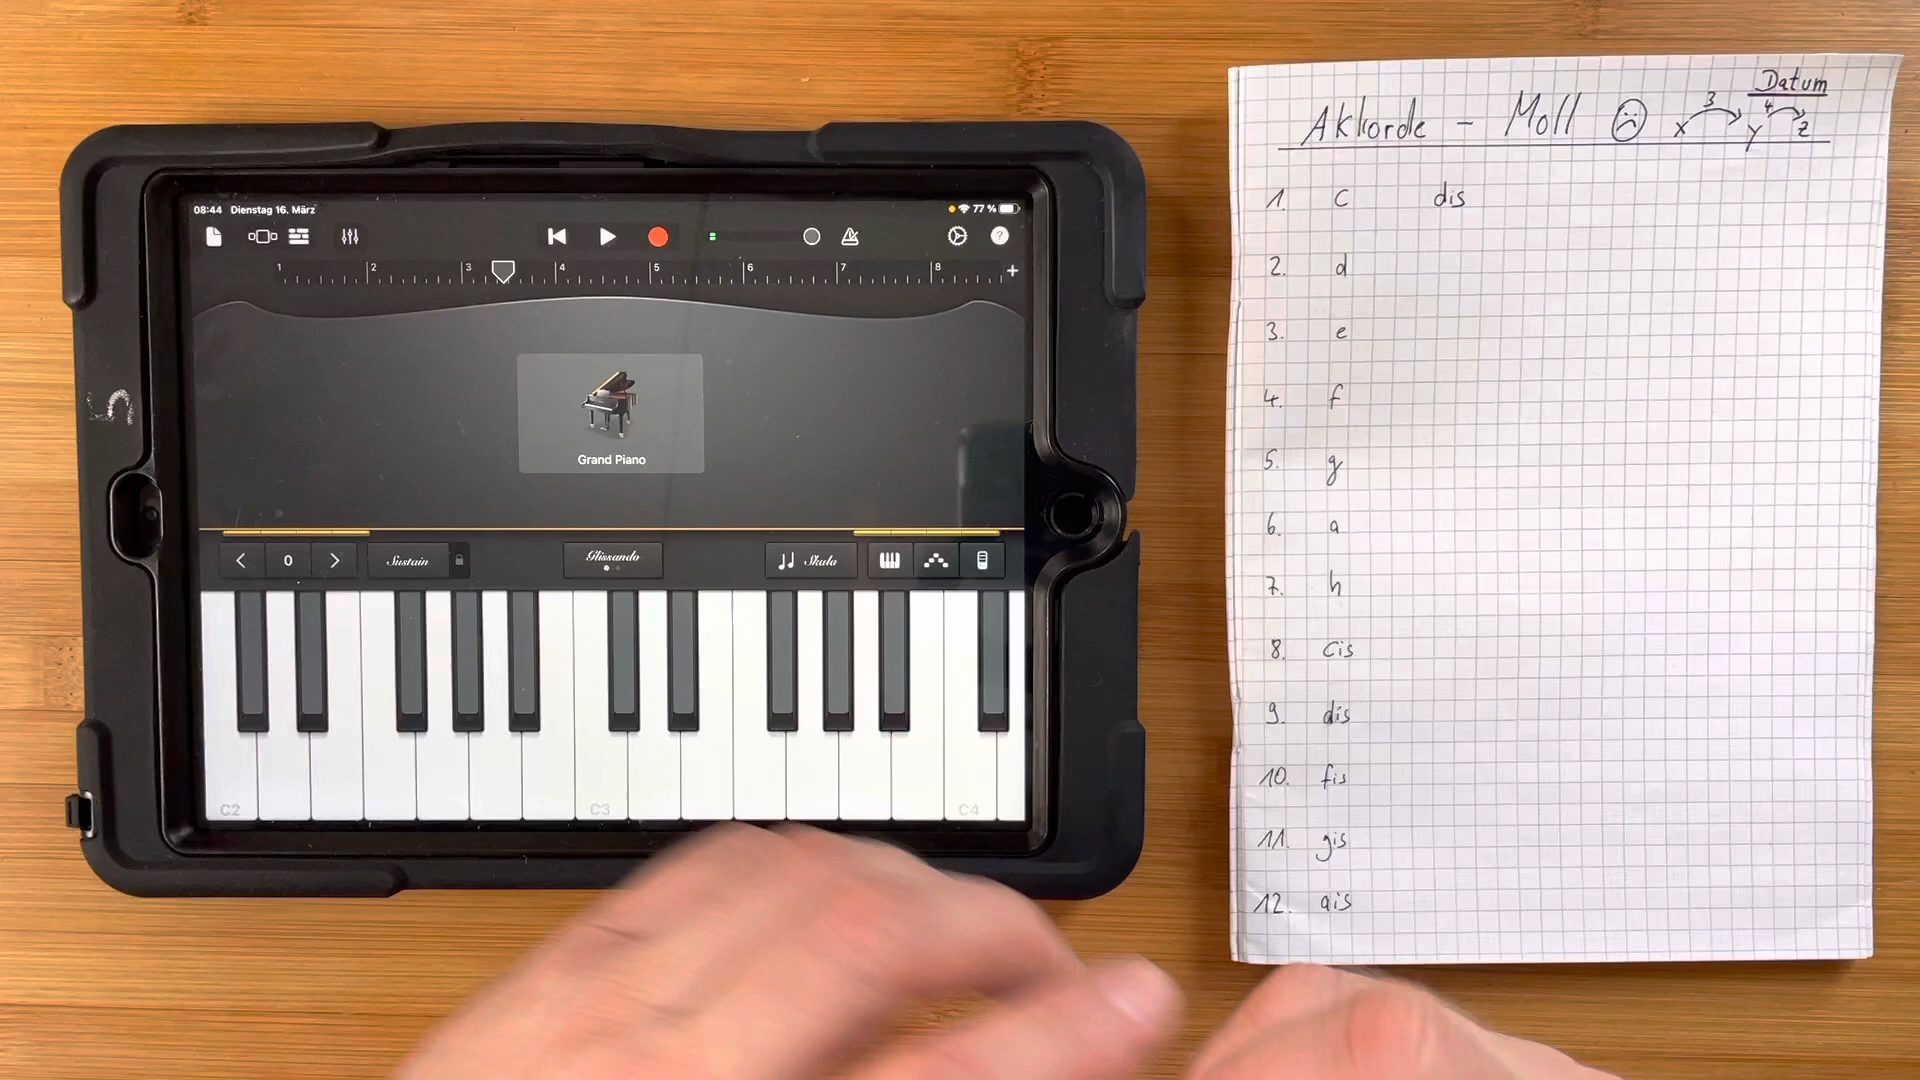 08:44 Dienstag 16. März 77 %
1 2 3 4 5 6 7 8 +
Grand Piano
0 Sustain Glissando Skala
C2 C3 C4
5
Datum
Akkorde - Moll x 3 y 4 z
1. c dis
2. d
3. e
4. f
5. g
6. a
7. h
8. cis
9. dis
10. fis
11. gis
12. ais